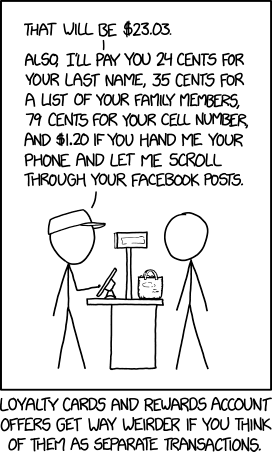 THAT WILL BE $23.03.
ALSO, I'LL PAY YOU 24 CENTS FOR
YOUR LAST NAME, 35 CENTS FOR
A LIST OF YOUR FAMILY MEMBERS,
79 CENTS FOR YOUR CELL NUMBER,
AND $1.20 IF YOU HAND ME YOUR
PHONE AND LET ME SCROLL
THROUGH YOUR FACEBOOK POSTS.
LOYALTY CARDS AND REWARDS ACCOUNT
OFFERS GET WAY WEIRDER IF YOU THINK
OF THEM AS SEPARATE TRANSACTIONS.